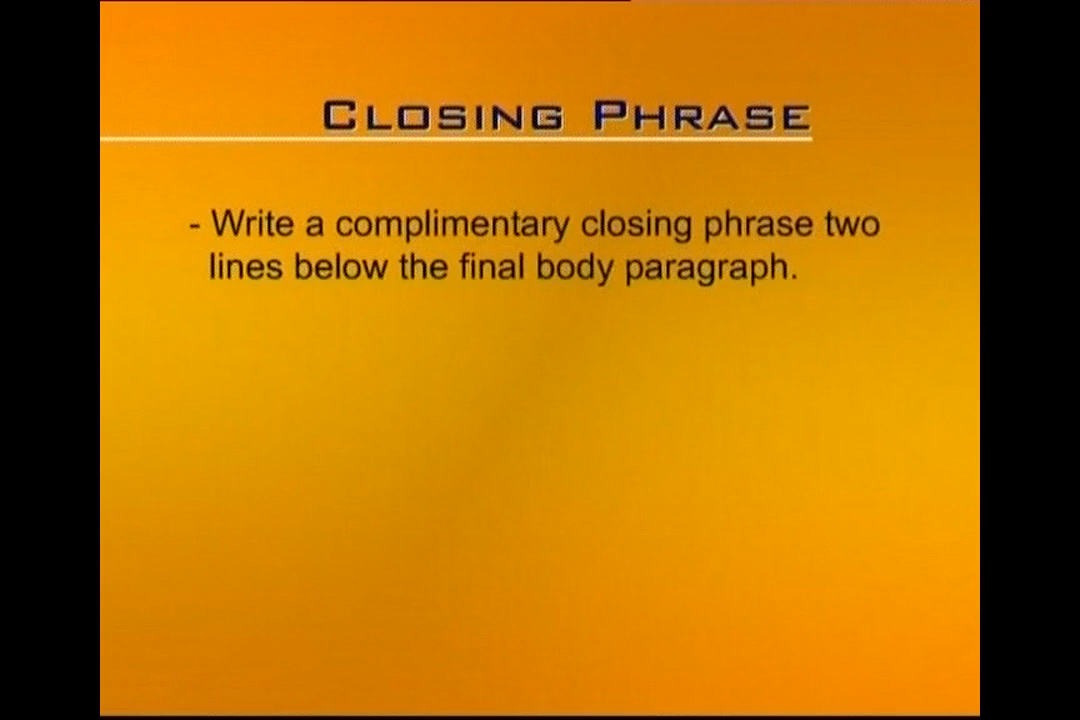 CLOSING PHRASE
- Write a complimentary closing phrase two
lines below the final body paragraph.